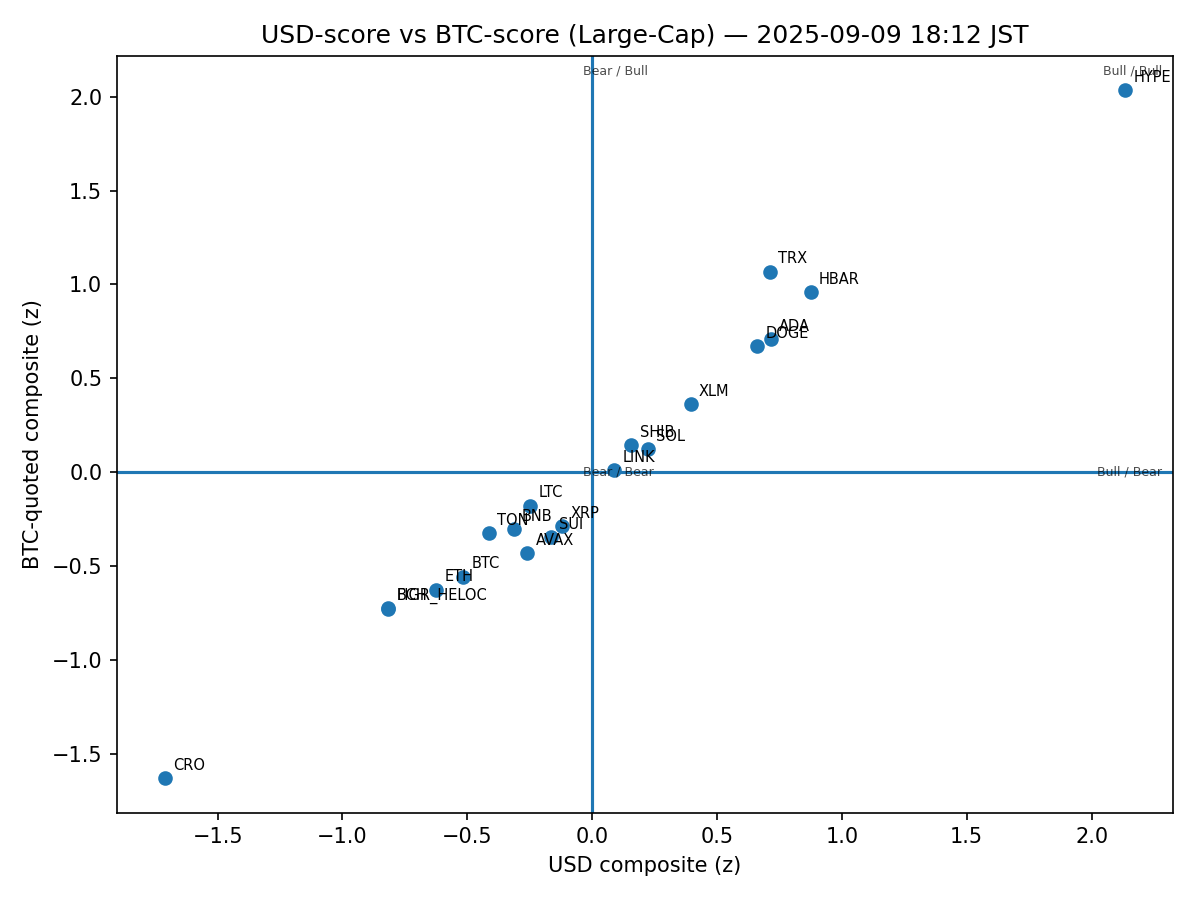 USD-score vs BTC-score (Large-Cap) — 2025-09-09 18:12 JST
Bear / Bull
Bull / Bull
HYPE
TRX
HBAR
ADA
DOGE
XLM
SHIB
SOL
LINK
Bear / Bear
Bull / Bear
LTC
XRP
BNB
TON
SUI
AVAX
BTC
ETH
BCH
CRO
2.0
1.5
1.0
0.5
0.0
−0.5
−1.0
−1.5
BTC-quoted composite (z)
−1.5
−1.0
−0.5
0.0
0.5
1.0
1.5
2.0
USD composite (z)